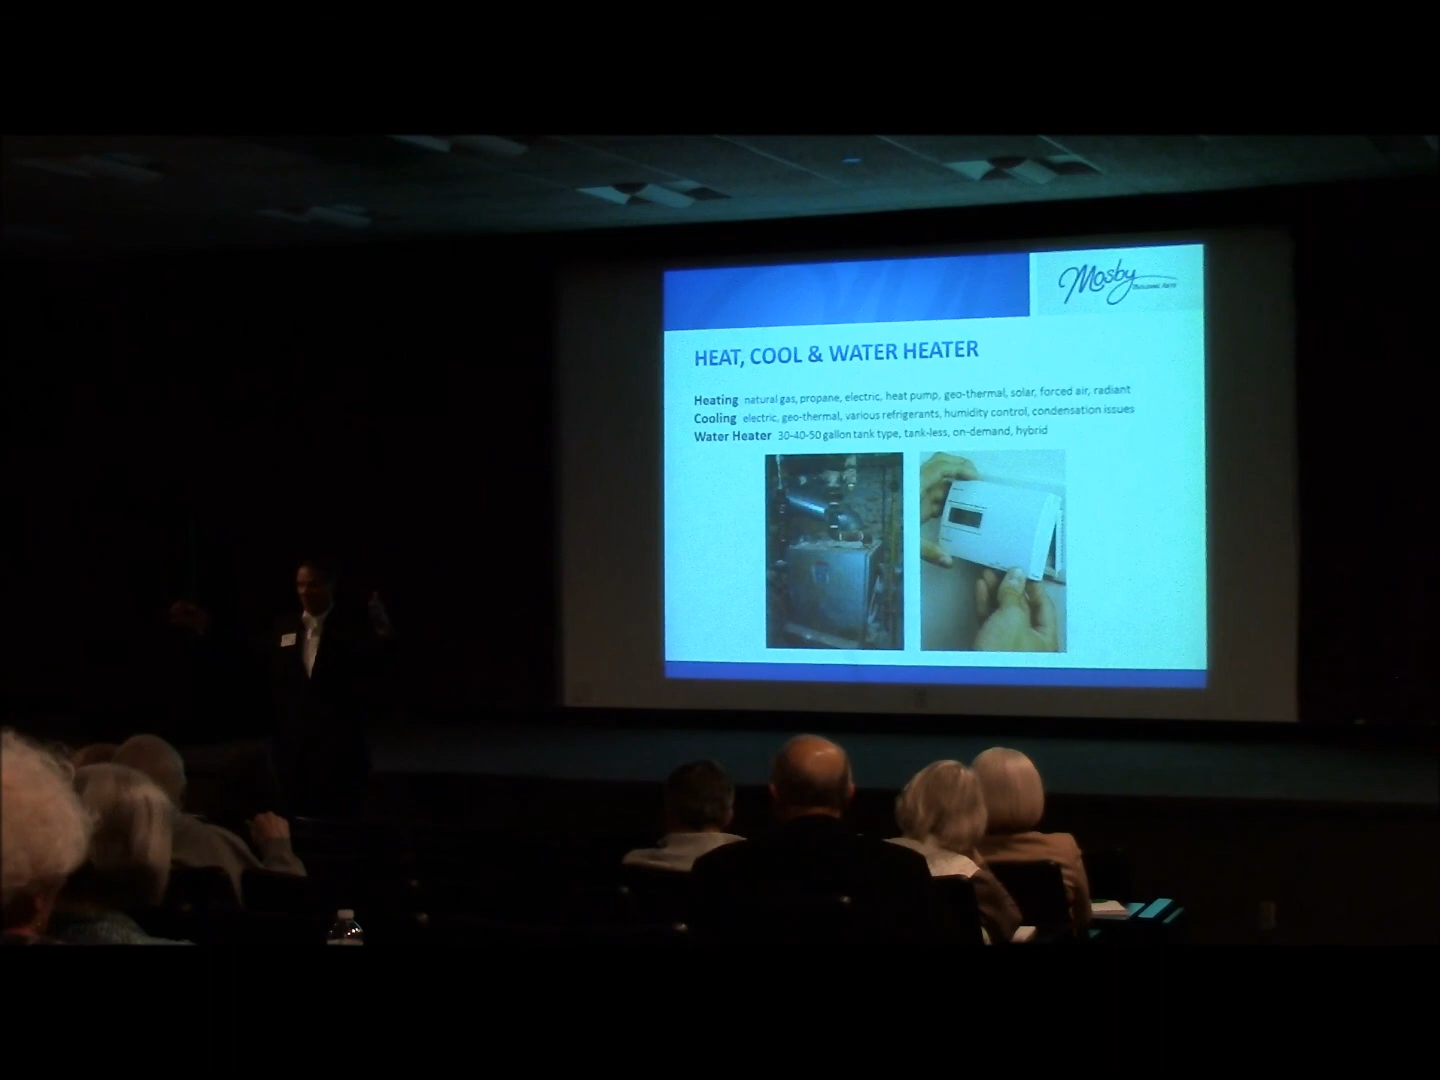 Mosby
Building Arts
HEAT, COOL & WATER HEATER
Heating natural gas, propane, electric, heat pump, geo-thermal, solar, forced air, radiant
Cooling electric, geo-thermal, various refrigerants, humidity control, condensation issues
Water Heater 30-40-50 gallon tank type, tank-less, on-demand, hybrid